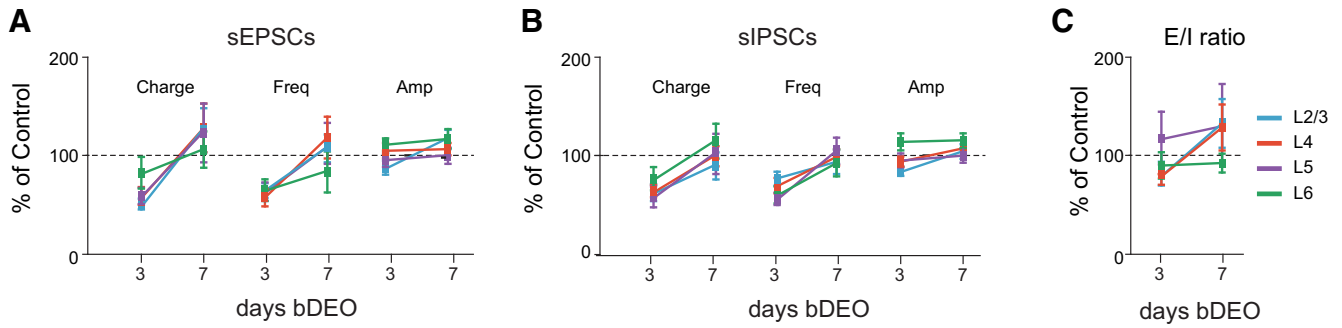 A
sEPSCs
% of Control
200
100
0
Charge
Freq
Amp
3 7 3 7 3 7
days bDEO
B
sIPSCs
% of Control
200
100
0
Charge
Freq
Amp
3 7 3 7 3 7
days bDEO
C
E/I ratio
% of Control
200
100
0
3 7
days bDEO
L2/3
L4
L5
L6